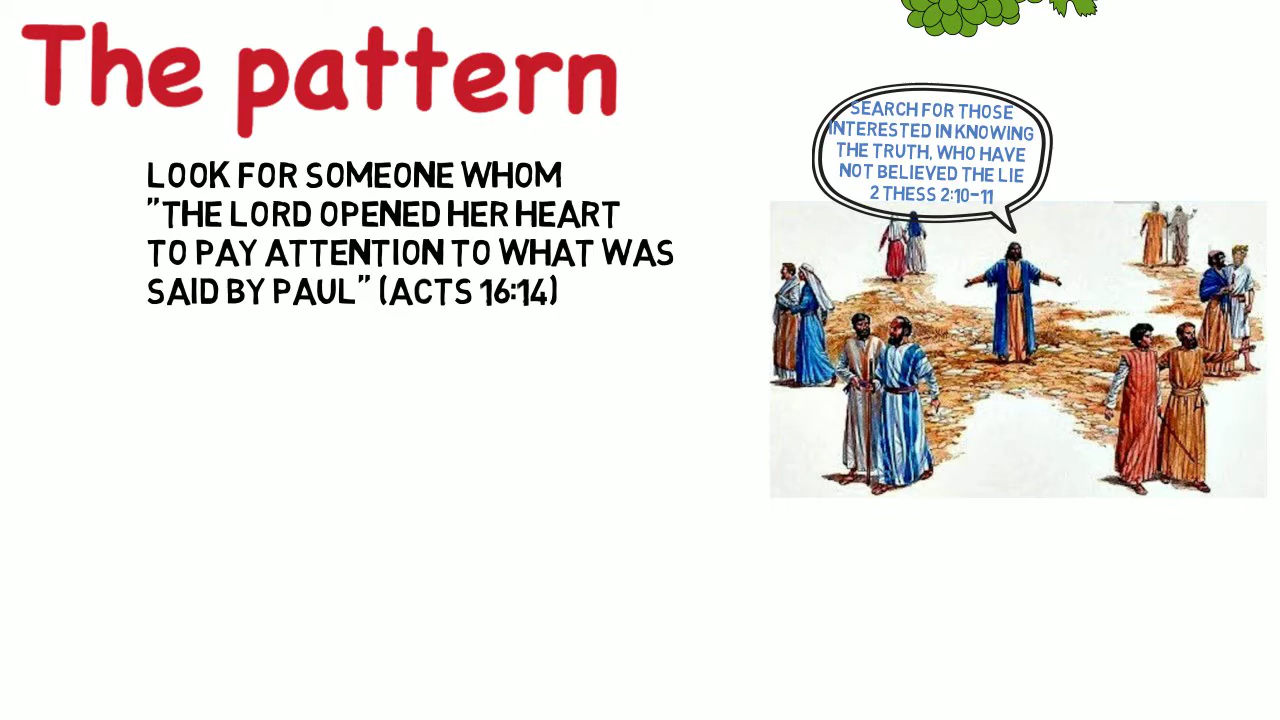 The pattern
LOOK FOR SOMEONE WHOM
"THE LORD OPENED HER HEART
TO PAY ATTENTION TO WHAT WAS
SAID BY PAUL" (ACTS 16:14)
SEARCH FOR THOSE
INTERESTED IN KNOWING
THE TRUTH, WHO HAVE
NOT BELIEVED THE LIE
2 THESS 2:10-11